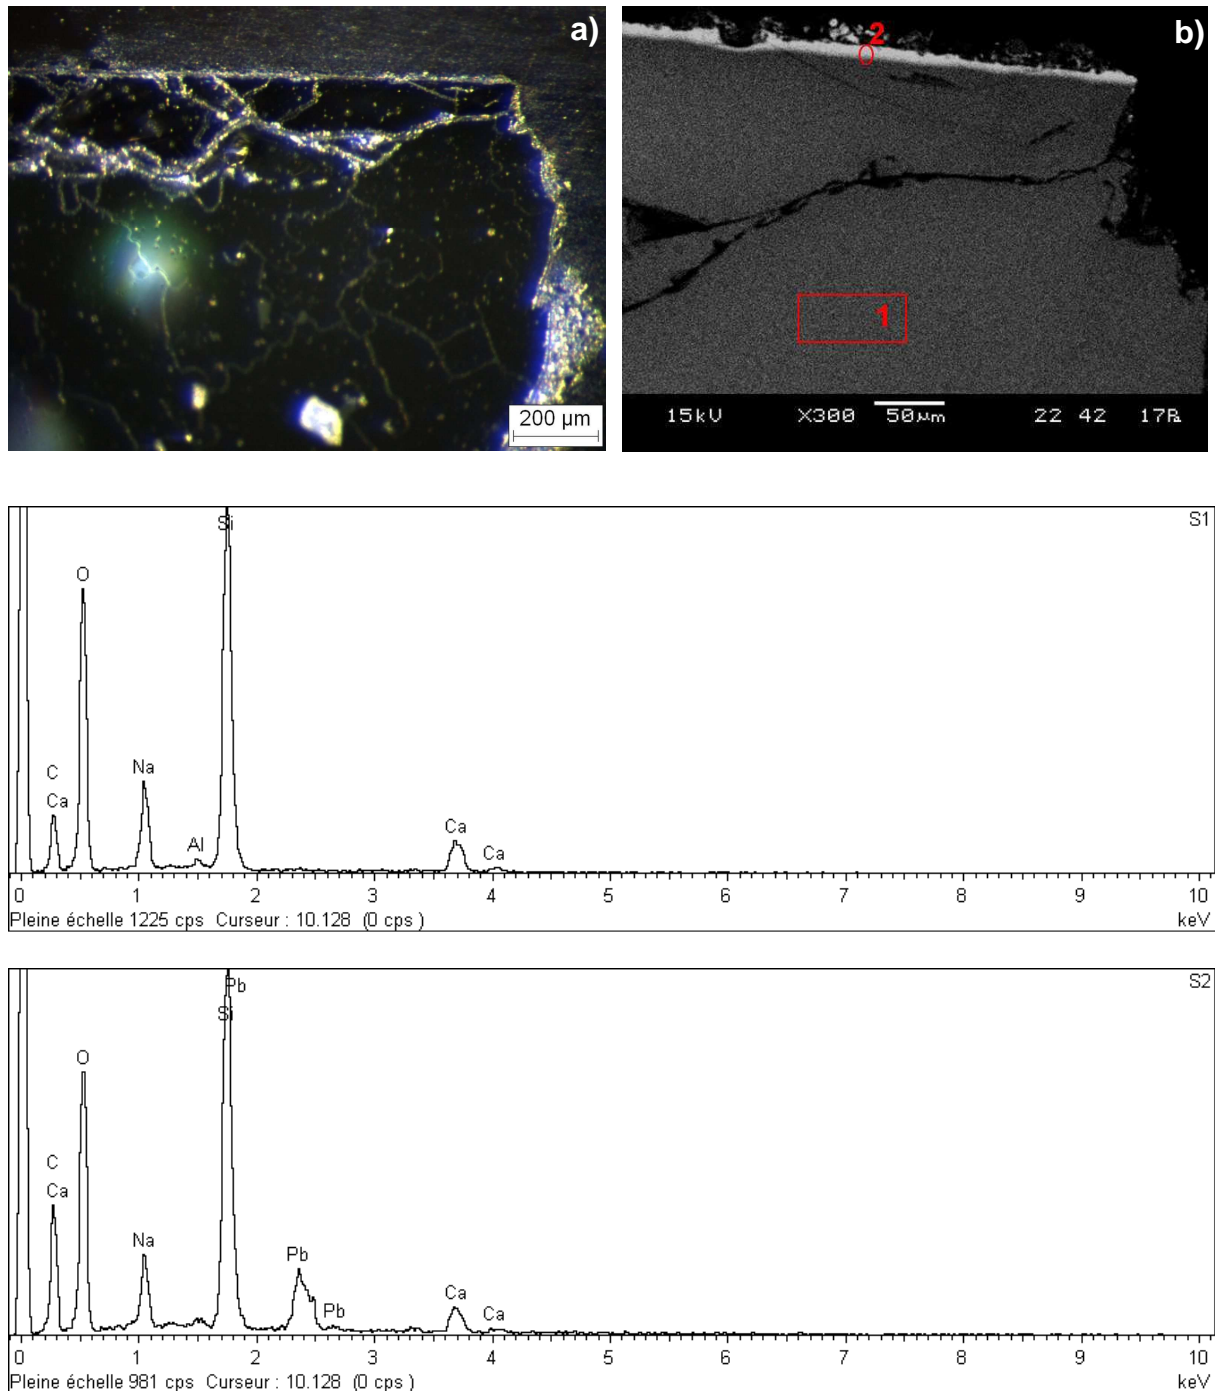 a)
200 µm
b)
2
1
15kV X300 50µm 22 42
S1
Si
O
C
Ca
Na
Al
Ca
Ca
0 1 2 3 4 5 6 7 8 9 10
Pleine échelle 1225 cps Curseur : 10.128 (0 cps) keV
S2
Pb
Si
O
C
Ca
Na
Pb
Pb
Ca
Ca
0 1 2 3 4 5 6 7 8 9 10
Pleine échelle 981 cps Curseur : 10.128 (0 cps) keV